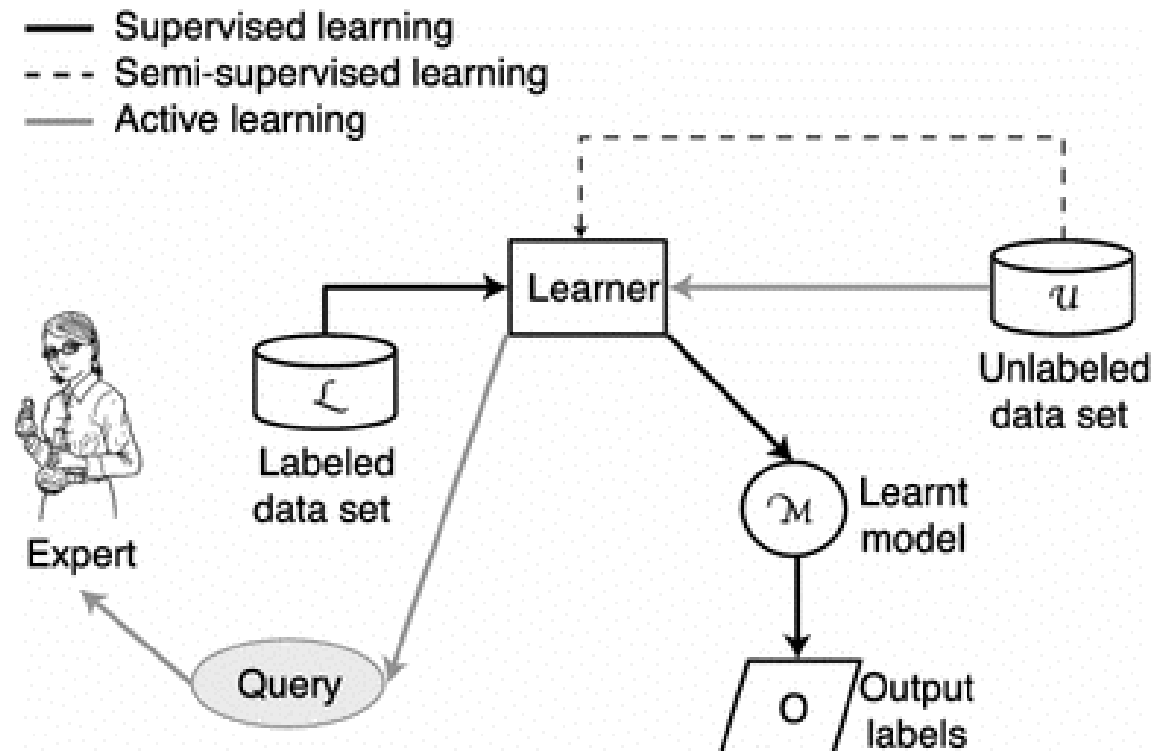 Supervised learning
Semi-supervised learning
Active learning
Learner
U
Unlabeled
data set
L
Labeled
data set
M
Learnt
model
Expert
Query
O
Output
labels